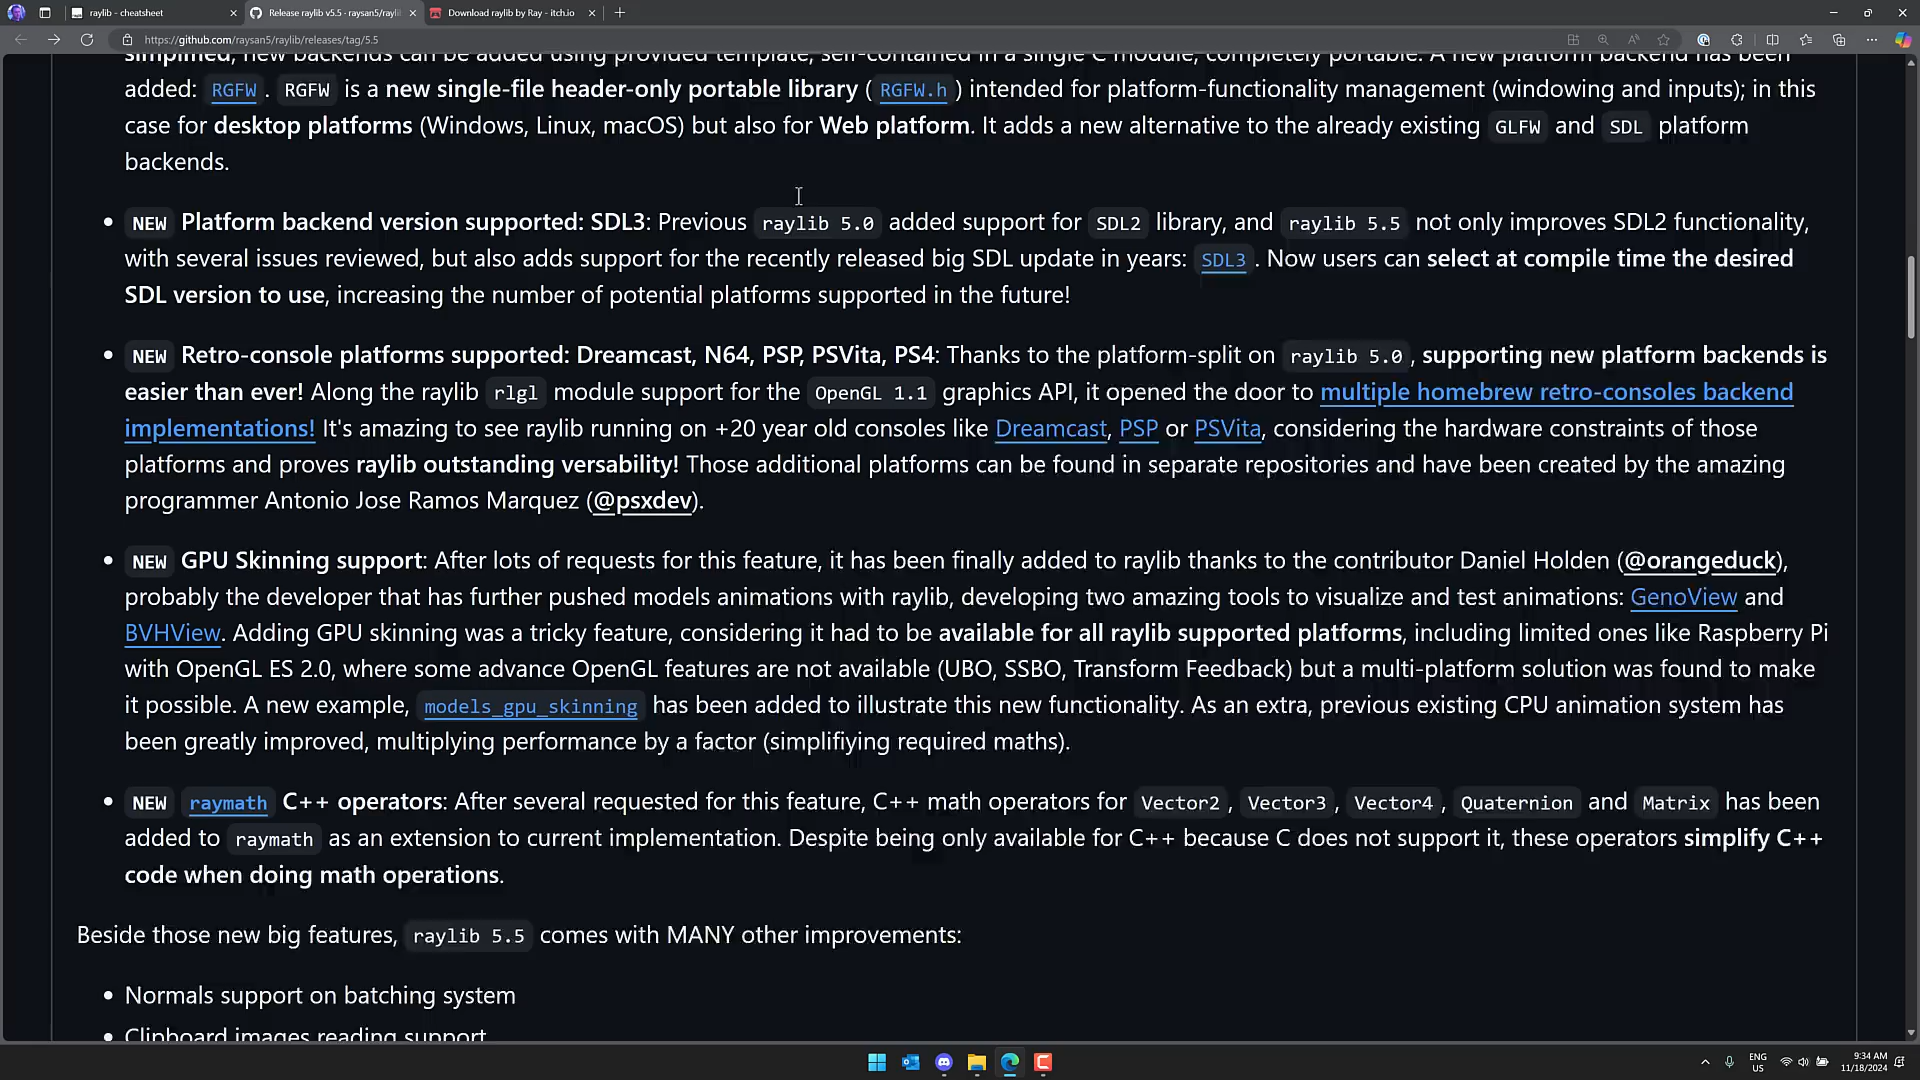 raylib - cheatsheet
Release raylib v5.5 · raysan5/rayli
Download raylib by Ray - itch.io
https://github.com/raysan5/raylib/releases/tag/5.5
simplified, new backends can be added using provided template, self-contained in a single C module, completely portable. A new platform backend has been
added: RGFW . RGFW is a new single-file header-only portable library ( RGFW.h ) intended for platform-functionality management (windowing and inputs); in this
case for desktop platforms (Windows, Linux, macOS) but also for Web platform. It adds a new alternative to the already existing GLFW and SDL platform
backends.
• NEW Platform backend version supported: SDL3: Previous raylib 5.0 added support for SDL2 library, and raylib 5.5 not only improves SDL2 functionality,
with several issues reviewed, but also adds support for the recently released big SDL update in years: SDL3 . Now users can select at compile time the desired
SDL version to use, increasing the number of potential platforms supported in the future!
• NEW Retro-console platforms supported: Dreamcast, N64, PSP, PSVita, PS4: Thanks to the platform-split on raylib 5.0 , supporting new platform backends is
easier than ever! Along the raylib rlgl module support for the OpenGL 1.1 graphics API, it opened the door to multiple homebrew retro-consoles backend
implementations! It's amazing to see raylib running on +20 year old consoles like Dreamcast, PSP or PSVita, considering the hardware constraints of those
platforms and proves raylib outstanding versability! Those additional platforms can be found in separate repositories and have been created by the amazing
programmer Antonio Jose Ramos Marquez (@psxdev).
• NEW GPU Skinning support: After lots of requests for this feature, it has been finally added to raylib thanks to the contributor Daniel Holden (@orangeduck),
probably the developer that has further pushed models animations with raylib, developing two amazing tools to visualize and test animations: GenoView and
BVHView. Adding GPU skinning was a tricky feature, considering it had to be available for all raylib supported platforms, including limited ones like Raspberry Pi
with OpenGL ES 2.0, where some advance OpenGL features are not available (UBO, SSBO, Transform Feedback) but a multi-platform solution was found to make
it possible. A new example, models_gpu_skinning has been added to illustrate this new functionality. As an extra, previous existing CPU animation system has
been greatly improved, multiplying performance by a factor (simplifiying required maths).
• NEW raymath C++ operators: After several requested for this feature, C++ math operators for Vector2 , Vector3 , Vector4 , Quaternion and Matrix has been
added to raymath as an extension to current implementation. Despite being only available for C++ because C does not support it, these operators simplify C++
code when doing math operations.
Beside those new big features, raylib 5.5 comes with MANY other improvements:
• Normals support on batching system
• Clipboard images reading support
ENG
US
9:34 AM
11/18/2024